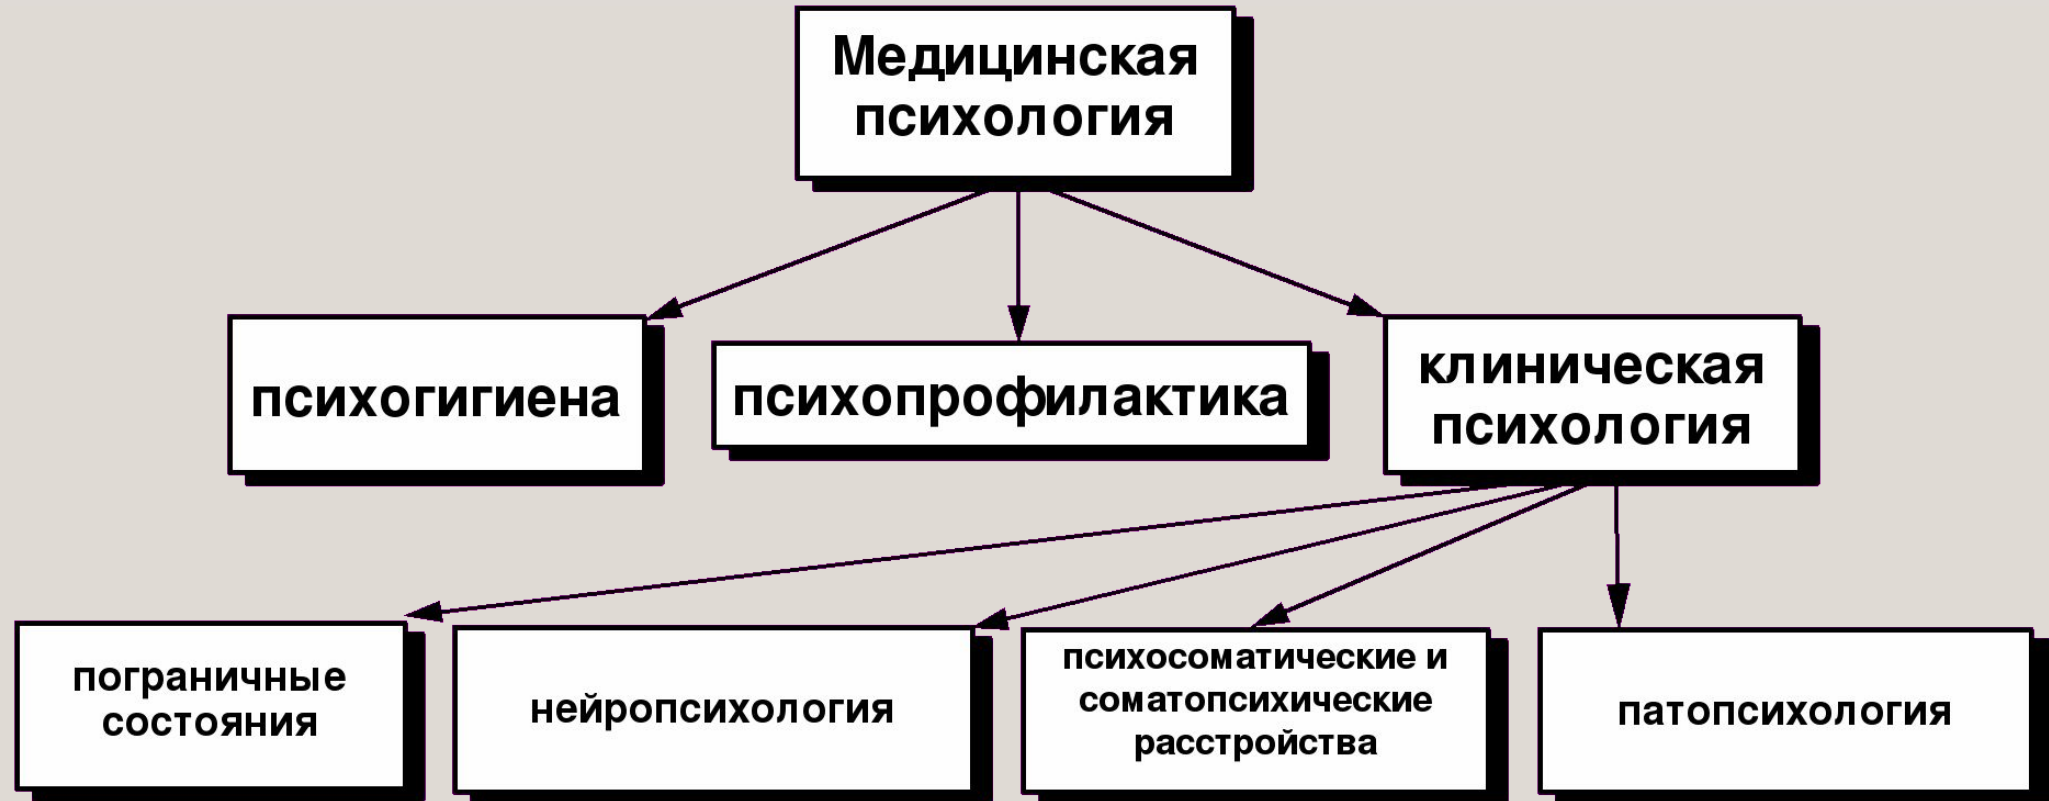 Медицинская
психология
психогигиена
психопрофилактика
клиническая
психология
пограничные
состояния
нейропсихология
психосоматические и
соматопсихические
расстройства
патопсихология